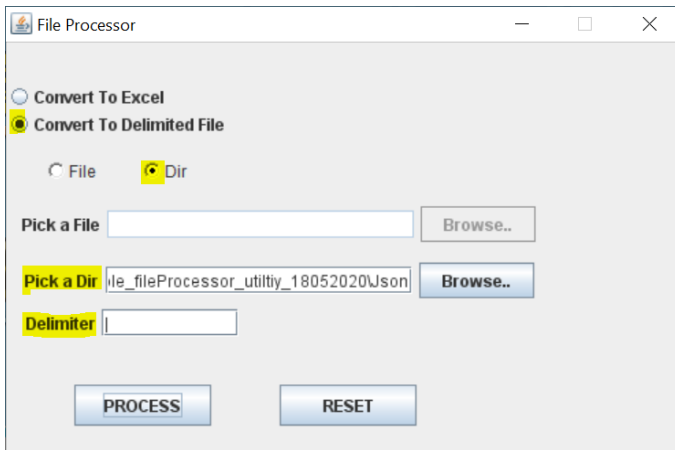 File Processor
Convert To Excel
Convert To Delimited File
File Dir
Pick a File Browse..
Pick a Dir le_fileProcessor_utiltiy_18052020\Json Browse..
Delimiter |
PROCESS RESET